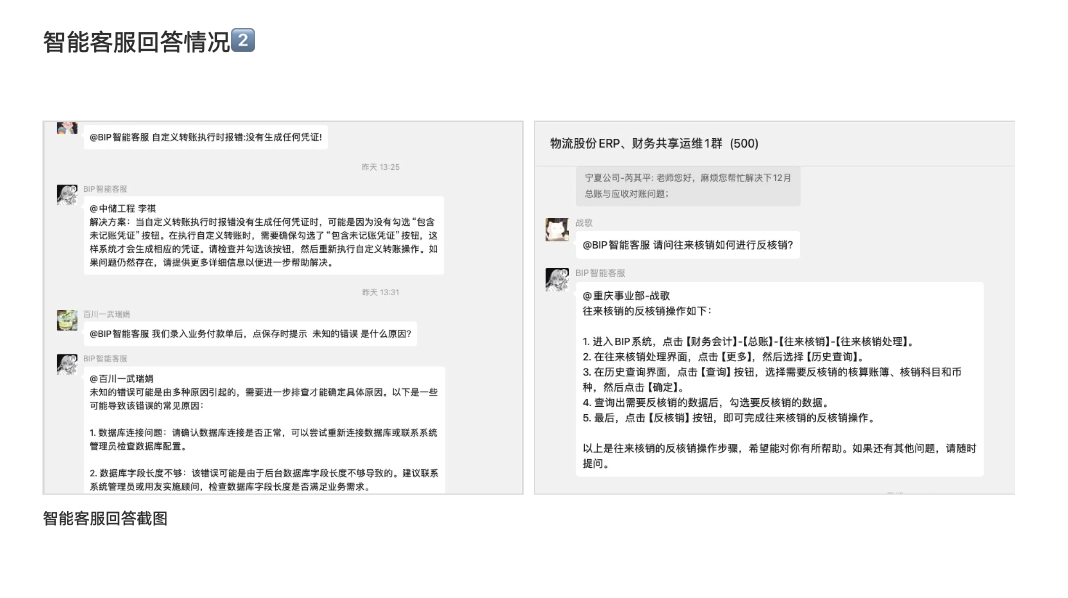 智能客服回答情况2️⃣
@BIP智能客服 自定义转账执行时报错:没有生成任何凭证!
昨天 13:25
BIP智能客服
@中储工程 李祺
解决方案：当自定义转账执行时报错没有生成任何凭证时，可能是因为没有勾选“包含
未记账凭证”按钮。在执行自定义转账时，需要确保勾选了“包含未记账凭证”按钮，这
样系统才会生成相应的凭证。请检查并勾选该按钮，然后重新执行自定义转账操作。如
果问题仍然存在，请提供更多详细信息以便进一步帮助解决。
昨天 13:31
百川一武瑞娟
@BIP智能客服 我们录入业务付款单后，点保存时提示 未知的错误 是什么原因?
BIP智能客服
@百川一武瑞娟
未知的错误可能是由多种原因引起的，需要进一步排查才能确定具体原因。以下是一些
可能导致该错误的常见原因：
1. 数据库连接问题：请确认数据库连接是否正常，可以尝试重新连接数据库或联系系统
管理员检查数据库配置。
2. 数据库字段长度不够：该错误可能是由于后台数据库字段长度不够导致的。建议联系
系统管理员或用友实施顾问，检查数据库字段长度是否满足业务需求。
物流股份ERP、财务共享运维1群 (500)
宁夏公司-芮其平: 老师您好，麻烦您帮忙解决下12月
总账与应收对账问题；
战歌
@BIP智能客服 请问往来核销如何进行反核销?
BIP智能客服
@重庆事业部-战歌
往来核销的反核销操作如下：
1. 进入BIP系统，点击【财务会计】-【总账】-【往来核销】-【往来核销处理】。
2. 在往来核销处理界面，点击【更多】，然后选择【历史查询】。
3. 在历史查询界面，点击【查询】按钮，选择需要反核销的核算账簿、核销科目和币
种，然后点击【确定】。
4. 查询出需要反核销的数据后，勾选要反核销的数据。
5. 最后，点击【反核销】按钮，即可完成往来核销的反核销操作。
以上是往来核销的反核销操作步骤，希望能对你有所帮助。如果还有其他问题，请随时
提问。
智能客服回答截图